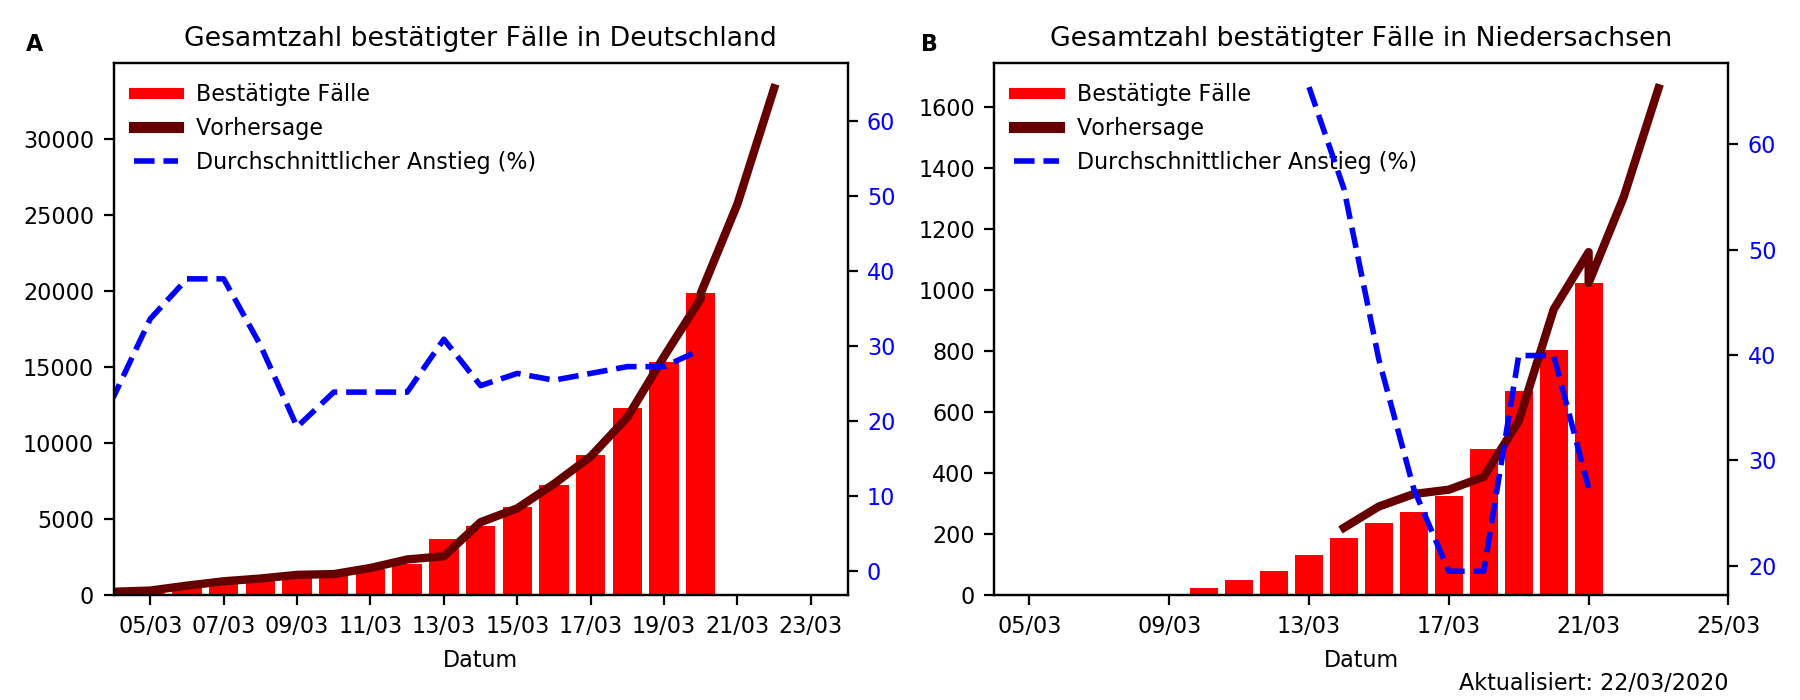 A
Gesamtzahl bestätigter Fälle in Deutschland
Bestätigte Fälle
Vorhersage
Durchschnittlicher Anstieg (%)
30000
25000
20000
15000
10000
5000
0
60
50
40
30
20
10
0
05/03 07/03 09/03 11/03 13/03 15/03 17/03 19/03 21/03 23/03
Datum
B
Gesamtzahl bestätigter Fälle in Niedersachsen
Bestätigte Fälle
Vorhersage
Durchschnittlicher Anstieg (%)
1600
1400
1200
1000
800
600
400
200
0
60
50
40
30
20
05/03 09/03 13/03 17/03 21/03 25/03
Datum
Aktualisiert: 22/03/2020